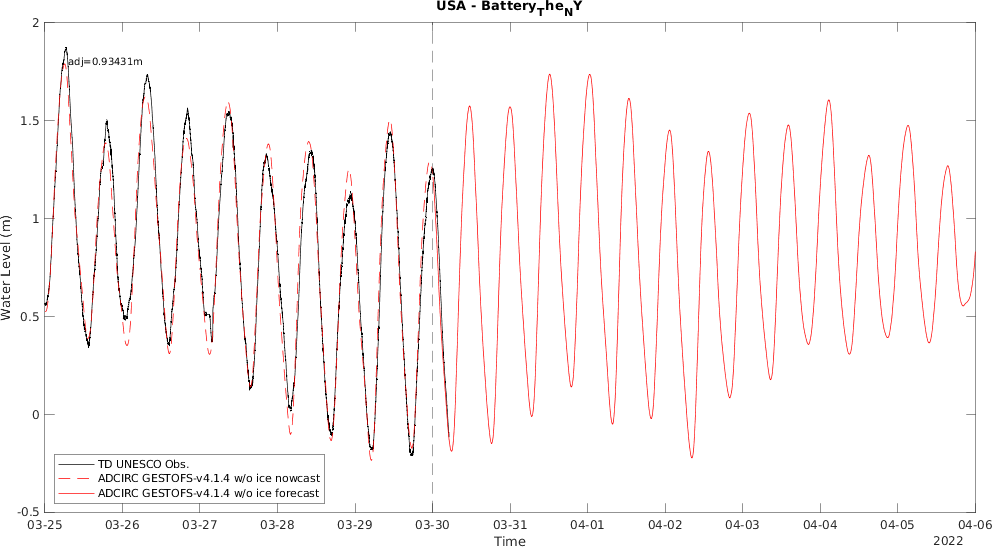 USA - Battery_The_NY
adj=0.93431m
Water Level (m)
2
1.5
1
0.5
0
-0.5
TD UNESCO Obs.
ADCIRC GESTOFS-v4.1.4 w/o ice nowcast
ADCIRC GESTOFS-v4.1.4 w/o ice forecast
03-25 03-26 03-27 03-28 03-29 03-30 03-31 04-01 04-02 04-03 04-04 04-05 04-06
Time
2022